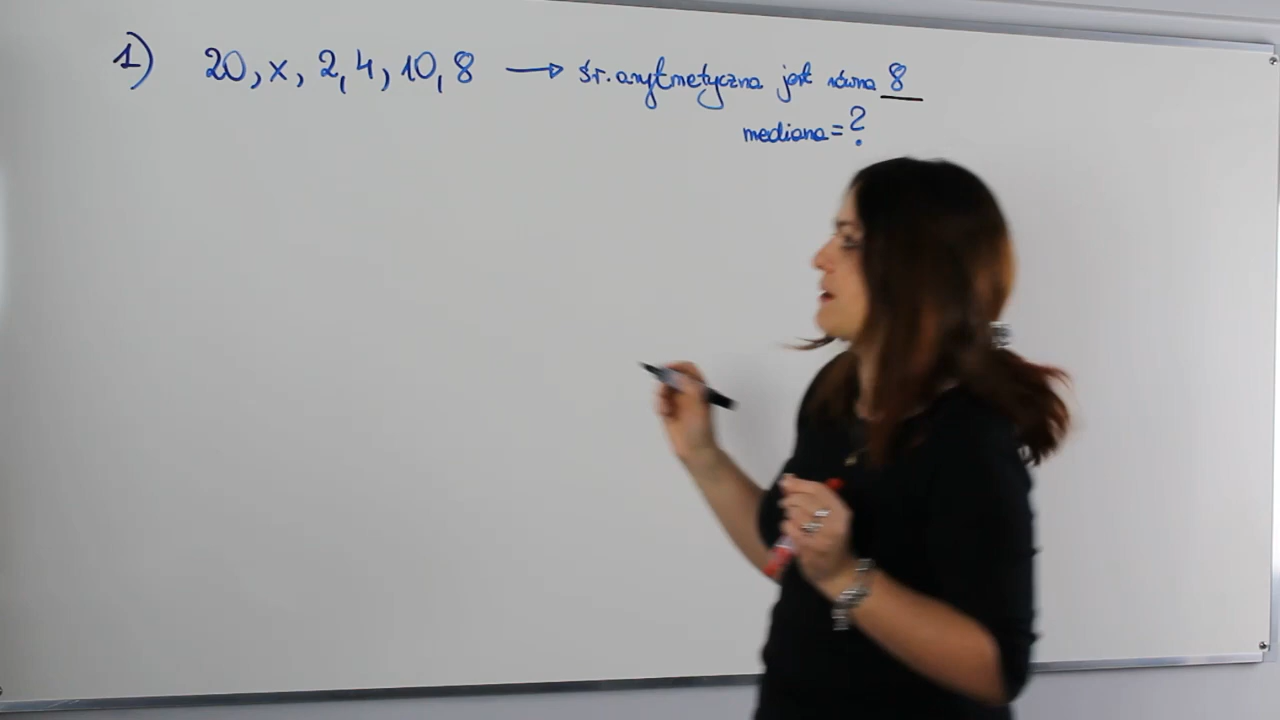 1) 20, x, 2, 4, 10, 8 → śr. arytmetyczna jest równa 8
mediana = ?